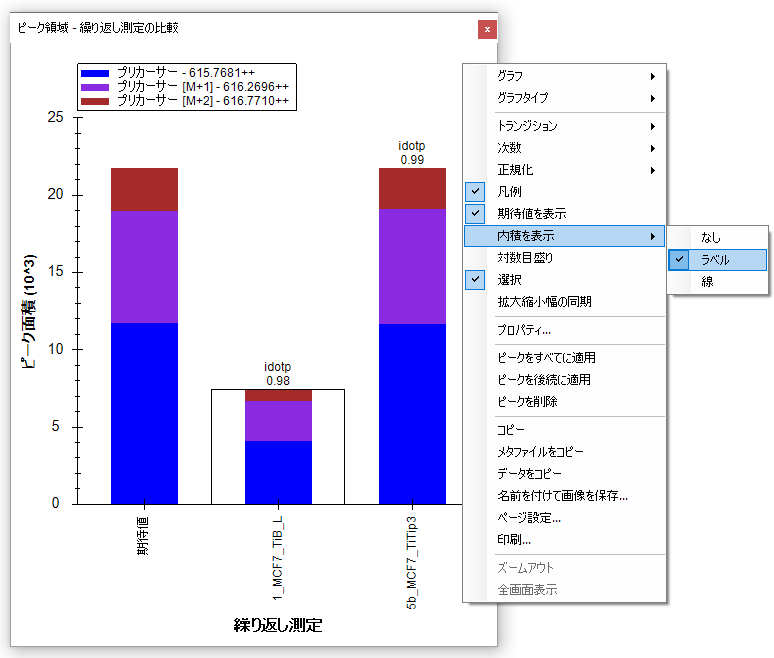 ピーク領域 - 繰り返し測定の比較
x
プリカーサー - 615.7681++
プリカーサー [M+1] - 616.2696++
プリカーサー [M+2] - 616.7710++
25
20
15
10
5
0
ピーク面積 (10^3)
idotp
0.98
idotp
0.99
期待値
1_MCF7_TiB_L
5b_MCF7_TiTip3
繰り返し測定
グラフ
グラフタイプ
トランジション
次数
正規化
凡例
期待値を表示
内積を表示
対数目盛り
選択
拡大縮小幅の同期
プロパティ...
ピークをすべてに適用
ピークを後続に適用
ピークを削除
コピー
メタファイルをコピー
データをコピー
名前を付けて画像を保存...
ページ設定...
印刷...
ズームアウト
全画面表示
なし
ラベル
線